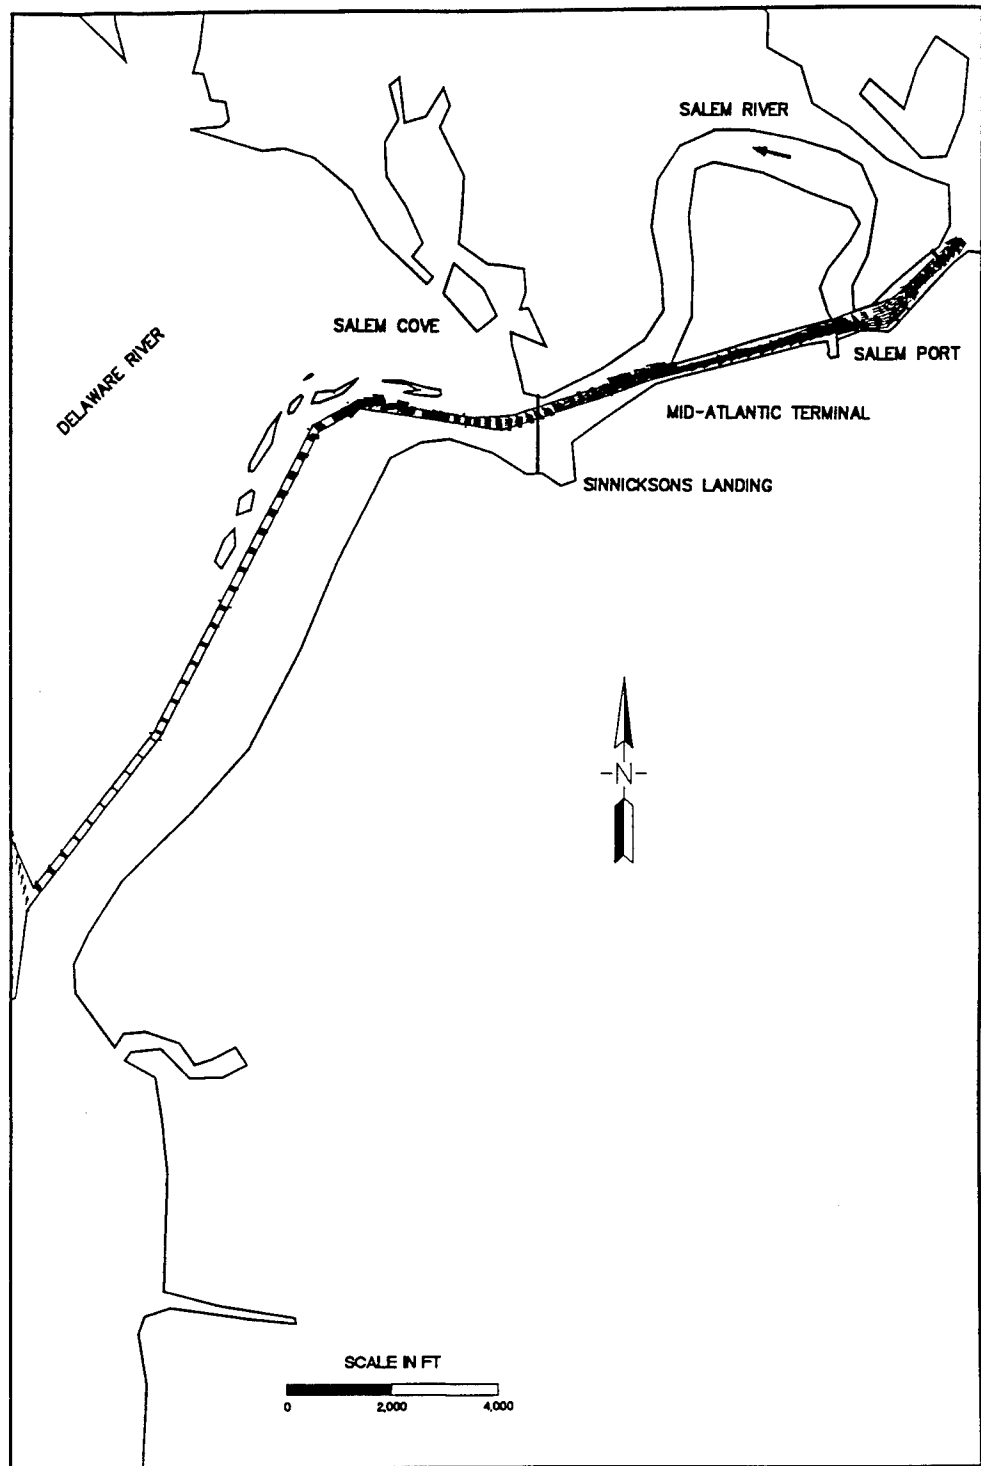 SALEM RIVER
SALEM COVE
DELAWARE RIVER
SALEM PORT
MID-ATLANTIC TERMINAL
SINNICKSONS LANDING
-N-
SCALE IN FT
0 2,000 4,000